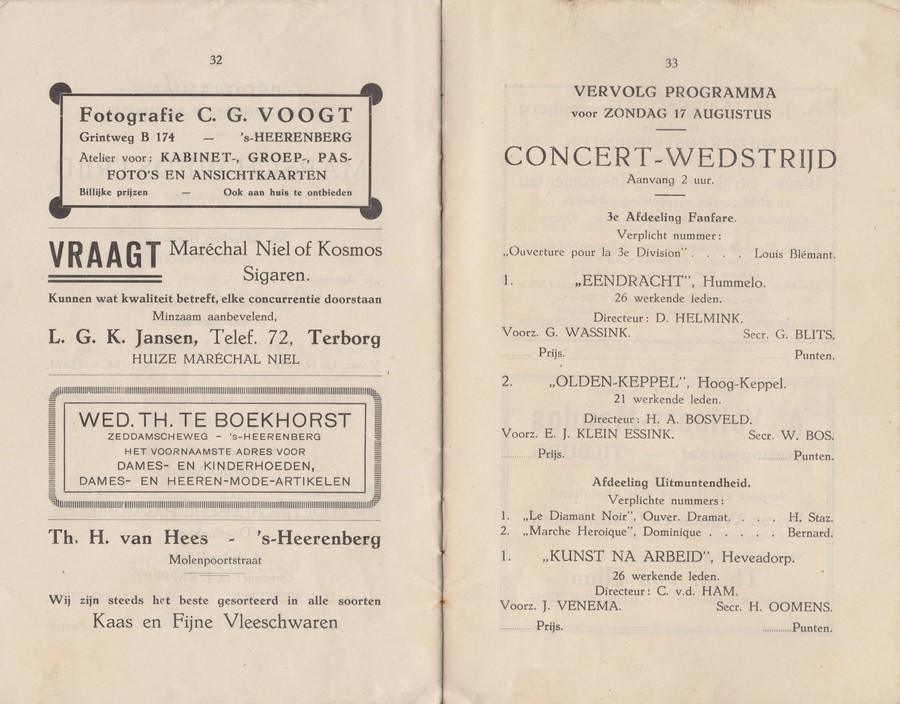 32
Fotografie C. G. VOOGT
Grintweg B 174 — 's-HEERENBERG
Atelier voor: KABINET-, GROEP-, PAS-
FOTO'S EN ANSICHTKAARTEN
Billijke prijzen — Ook aan huis te ontbieden
VRAAGT Maréchal Niel of Kosmos
Sigaren.
Kunnen wat kwaliteit betreft, elke concurrentie doorstaan
Minzaam aanbevelend,
L. G. K. Jansen, Telef. 72, Terborg
HUIZE MARÉCHAL NIEL
WED. TH. TE BOEKHORST
ZEDDAMSCHEWEG - 's-HEERENBERG
HET VOORNAAMSTE ADRES VOOR
DAMES- EN KINDERHOEDEN,
DAMES- EN HEEREN-MODE-ARTIKELEN
Th. H. van Hees - 's-Heerenberg
Molenpoortstraat
Wij zijn steeds het beste gesorteerd in alle soorten
Kaas en Fijne Vleeschwaren
33
VERVOLG PROGRAMMA
voor ZONDAG 17 AUGUSTUS
CONCERT-WEDSTRIJD
Aanvang 2 uur.
3e Afdeeling Fanfare.
Verplicht nummer:
„Ouverture pour la 3e Division" . . . . Louis Blémant.
1. „EENDRACHT", Hummelo.
26 werkende leden.
Directeur: D. HELMINK.
Voorz. G. WASSINK. Secr. G. BLITS.
........ Prijs. ........ Punten.
2. „OLDEN-KEPPEL", Hoog-Keppel.
21 werkende leden.
Directeur: H. A. BOSVELD.
Voorz. E. J. KLEIN ESSINK. Secr. W. BOS.
........ Prijs. ........ Punten.
Afdeeling Uitmuntendheid.
Verplichte nummers:
1. „Le Diamant Noir", Ouver. Dramat. . . . H. Staz.
2. „Marche Heroique", Dominique . . . . . Bernard.
1. „KUNST NA ARBEID", Heveadorp.
26 werkende leden.
Directeur: C. v.d. HAM.
Voorz. J. VENEMA. Secr. H. OOMENS.
........ Prijs. ........ Punten.